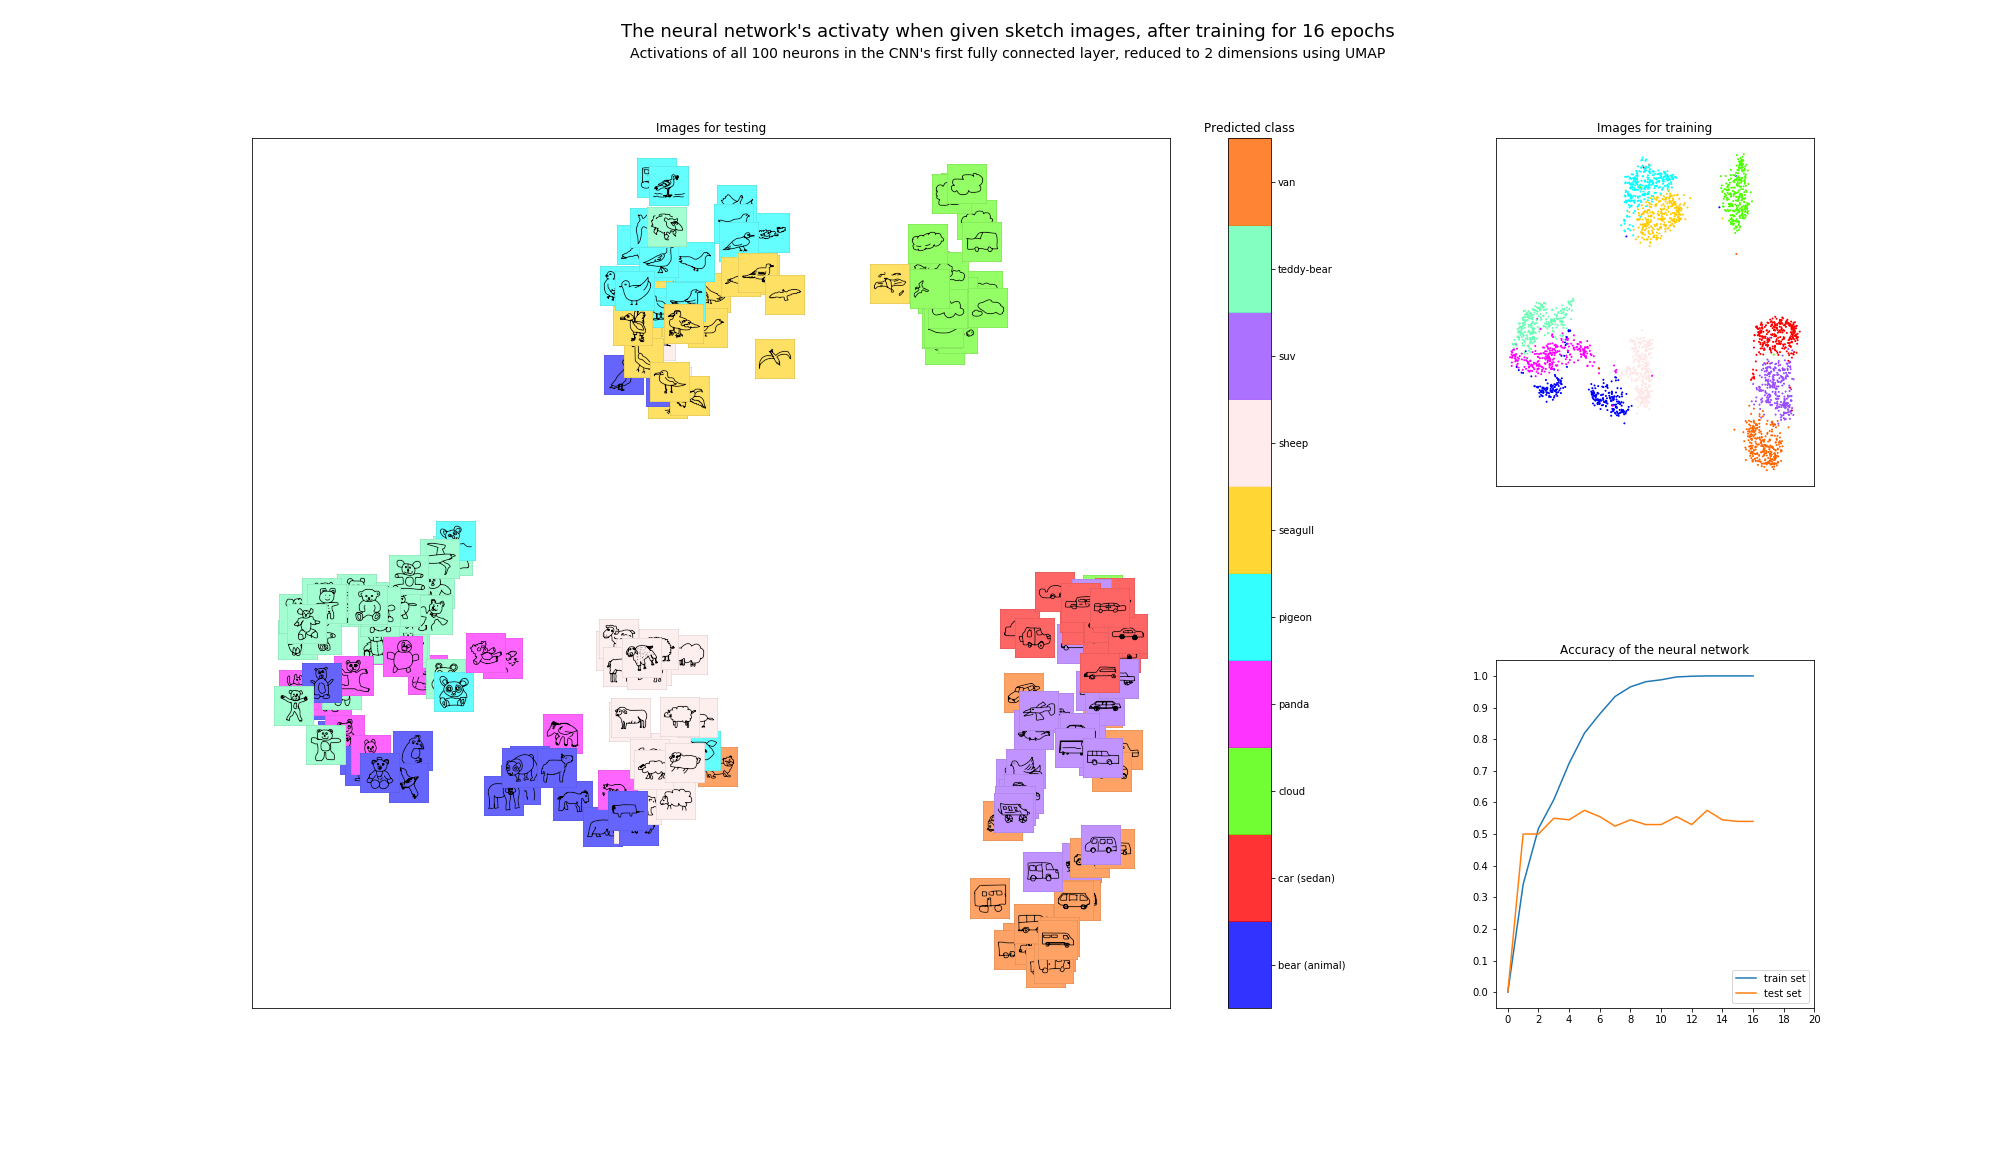 The neural network's activaty when given sketch images, after training for 16 epochs
Activations of all 100 neurons in the CNN's first fully connected layer, reduced to 2 dimensions using UMAP
Images for testing
Predicted class
van
teddy-bear
suv
sheep
seagull
pigeon
panda
cloud
car (sedan)
bear (animal)
Images for training
Accuracy of the neural network
1.0
0.9
0.8
0.7
0.6
0.5
0.4
0.3
0.2
0.1
0.0
train set
test set
0 2 4 6 8 10 12 14 16 18 20